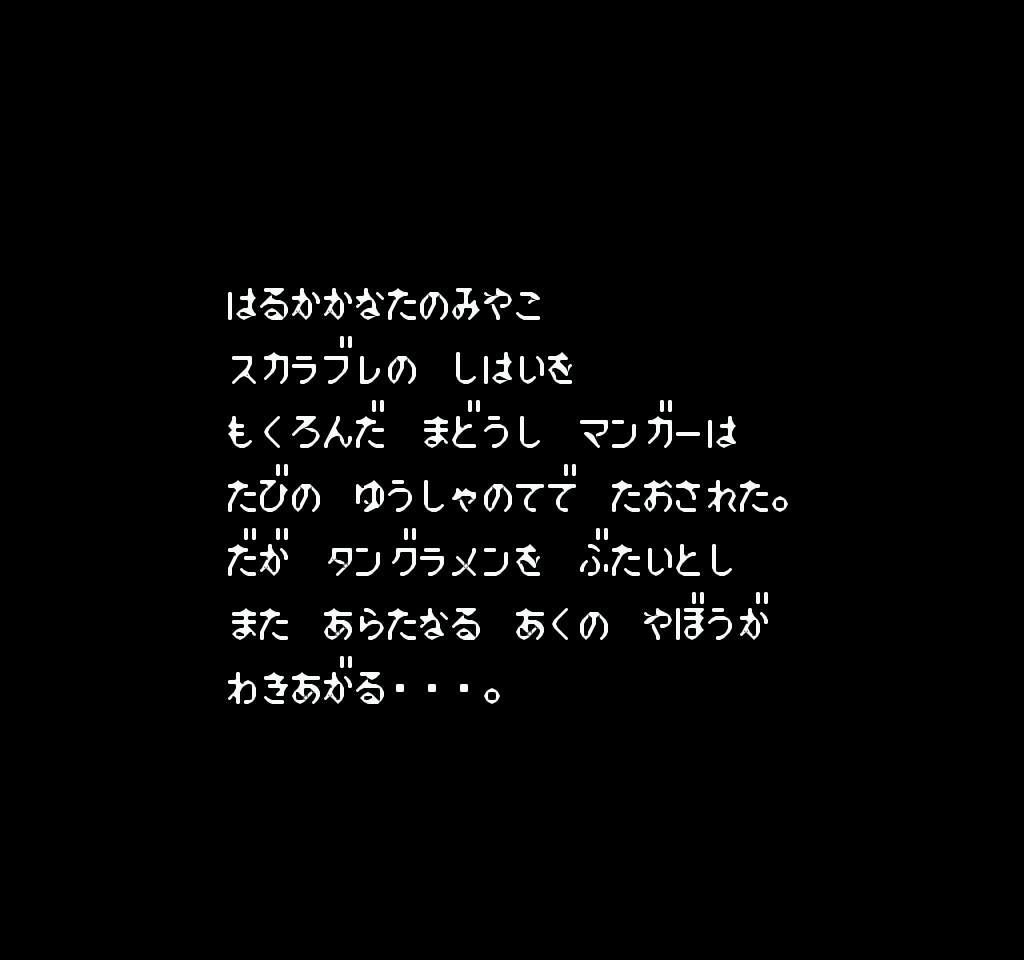 はるかかなたのみやこ
スカラブレの　しはいを
もくろんだ　まどうし　マンガーは
たびの　ゆうしゃのてで　たおされた。
だが　タングラメンを　ぶたいとし
また　あらたなる　あくの　やぼうが
わきあがる・・・。